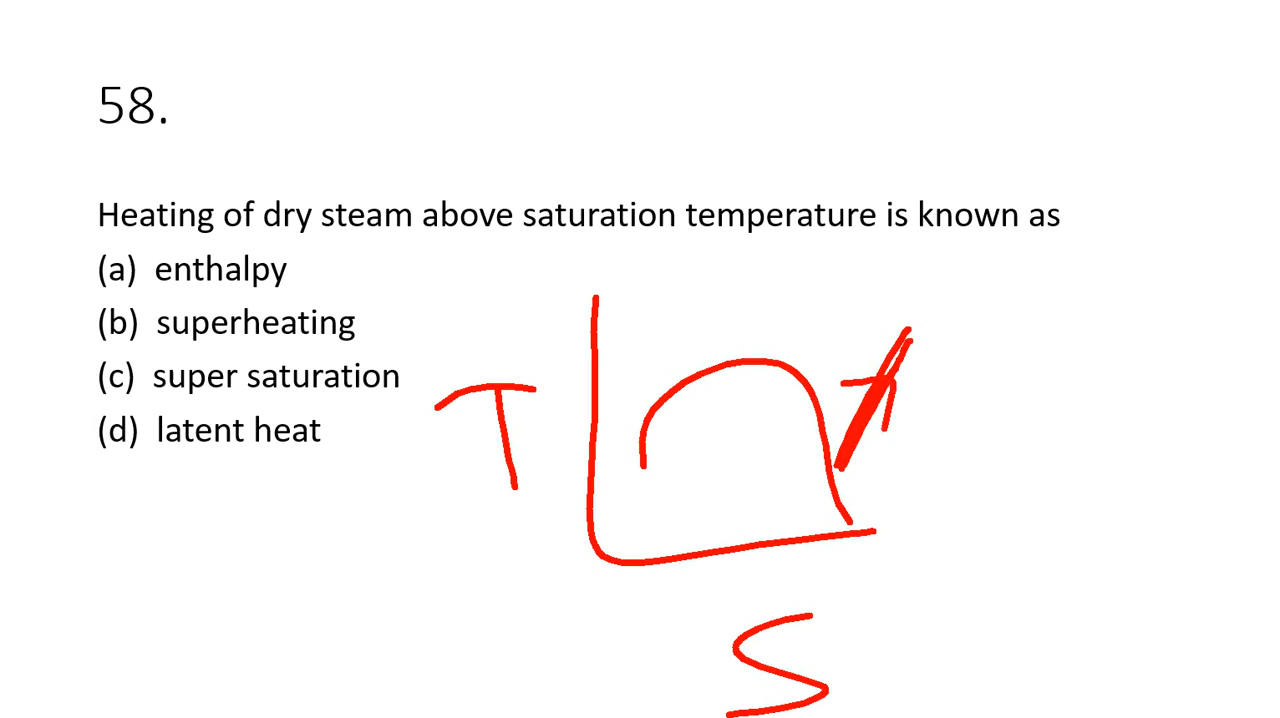 58.
Heating of dry steam above saturation temperature is known as
(a) enthalpy
(b) superheating
(c) super saturation
(d) latent heat
T
S